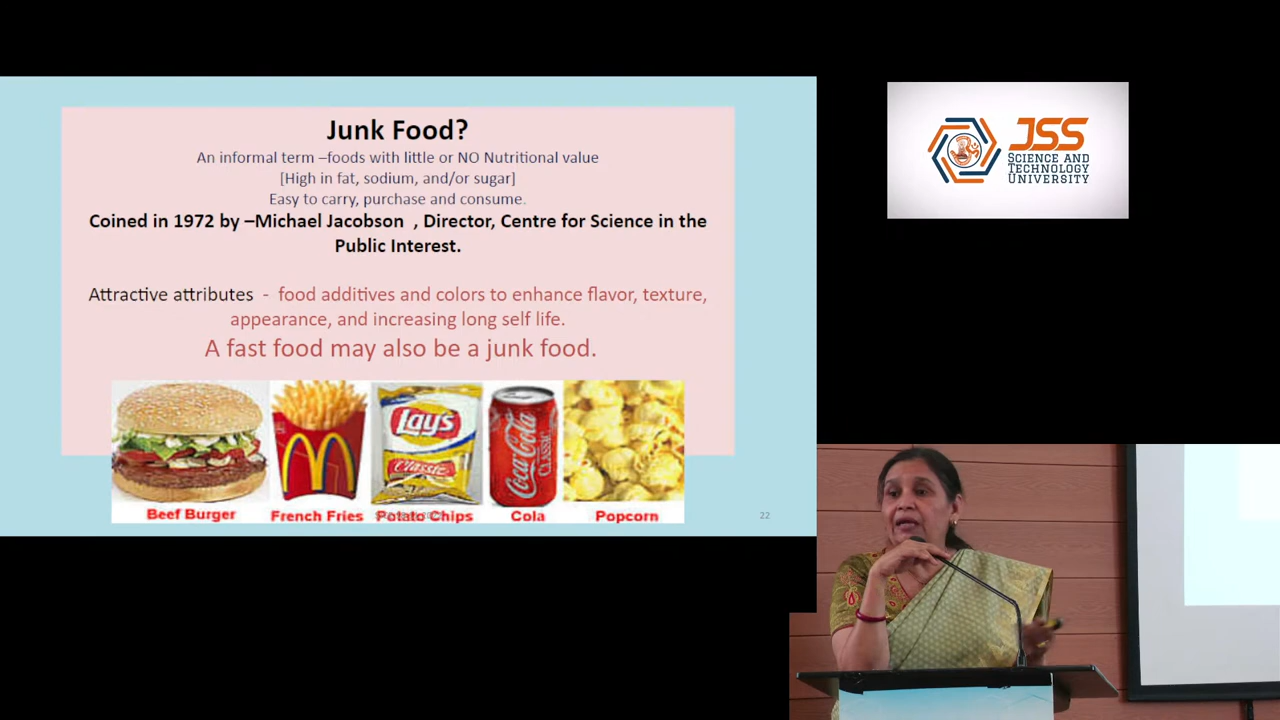 Junk Food?
An informal term –foods with little or NO Nutritional value
[High in fat, sodium, and/or sugar]
Easy to carry, purchase and consume.
Coined in 1972 by –Michael Jacobson , Director, Centre for Science in the
Public Interest.
Attractive attributes - food additives and colors to enhance flavor, texture,
appearance, and increasing long self life.
A fast food may also be a junk food.
Lay's
Classic
Coca-Cola
CLASSIC
Beef Burger
French Fries
Potato Chips
Cola
Popcorn
22
JSS
SCIENCE AND
TECHNOLOGY
UNIVERSITY